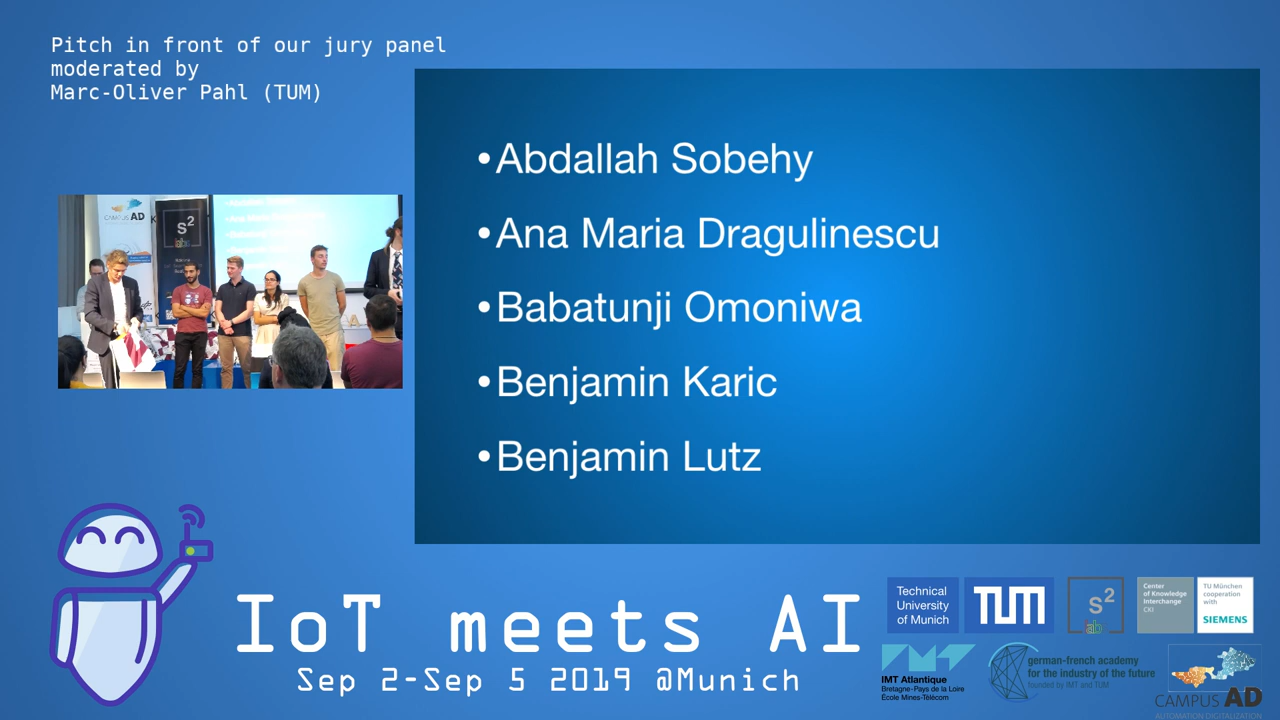 Pitch in front of our jury panel
moderated by
Marc-Oliver Pahl (TUM)
•Abdallah Sobehy
•Ana Maria Dragulinescu
•Babatunji Omoniwa
•Benjamin Karic
•Benjamin Lutz
CAMPUS AD
s2
labs
IoT meets AI
Sep 2-Sep 5 2019 @Munich
Technical
University
of Munich
TUM
s2
lab
Center
of Knowledge
Interchange
CKI
TU München
cooperation
with
SIEMENS
IMT Atlantique
Bretagne-Pays de la Loire
École Mines-Télécom
german-french academy
for the industry of the future
founded by IMT and TUM
CAMPUS AD
AUTOMATION DIGITALIZATION